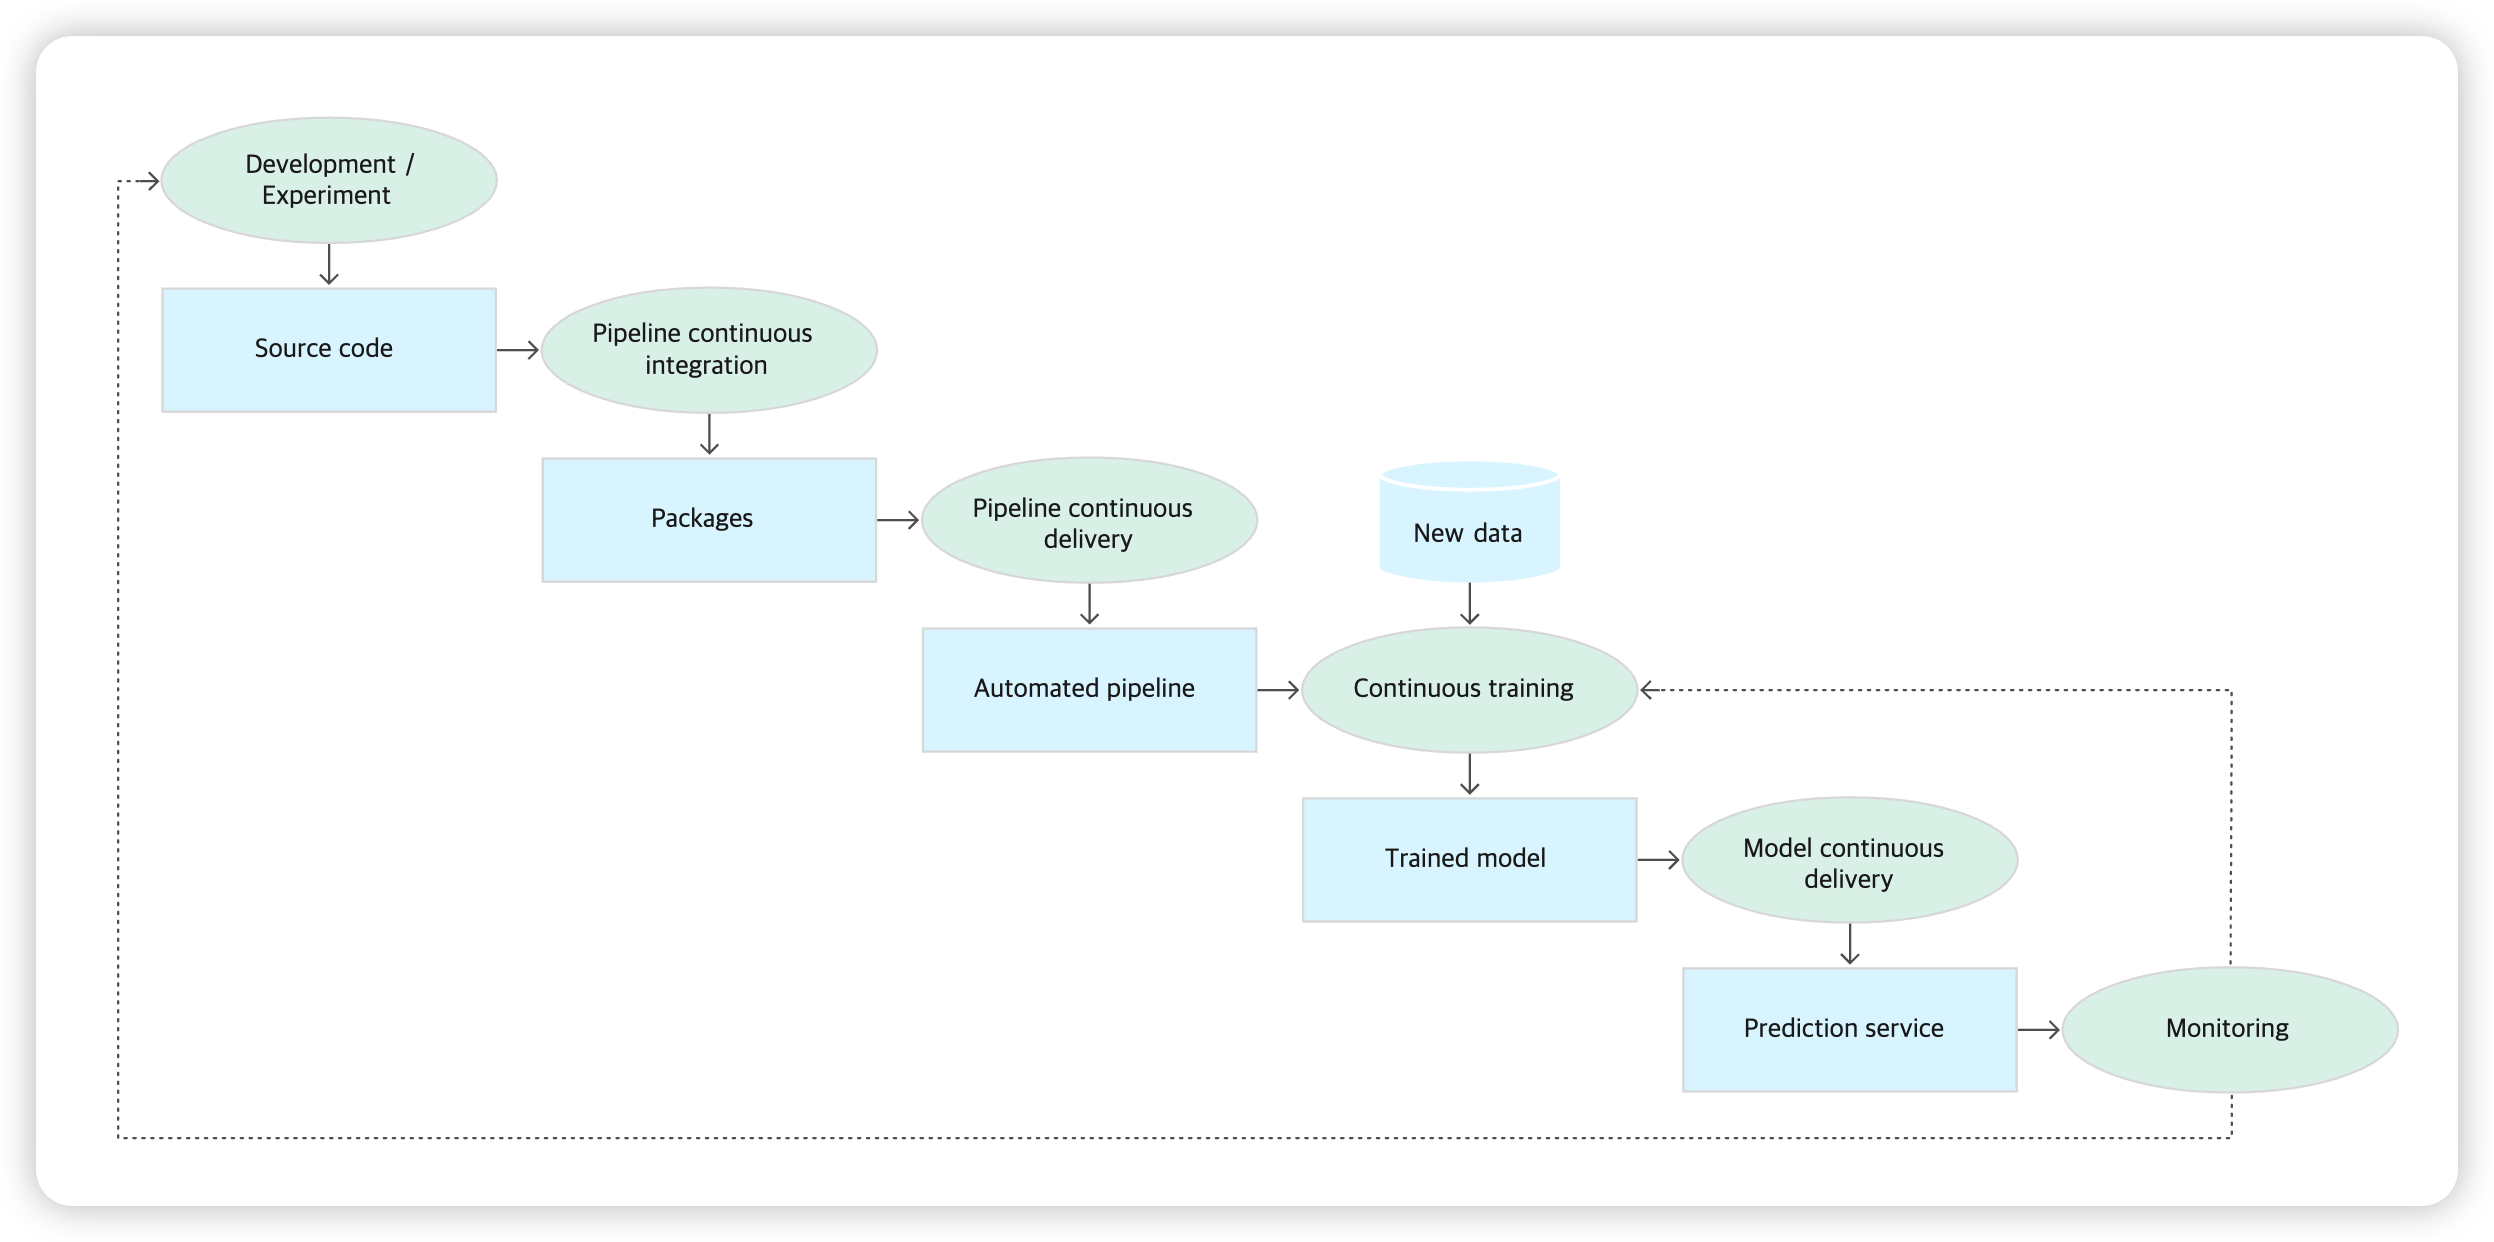 Development /
Experiment
Source code
Pipeline continuous
integration
Packages
Pipeline continuous
delivery
New data
Automated pipeline
Continuous training
Trained model
Model continuous
delivery
Prediction service
Monitoring